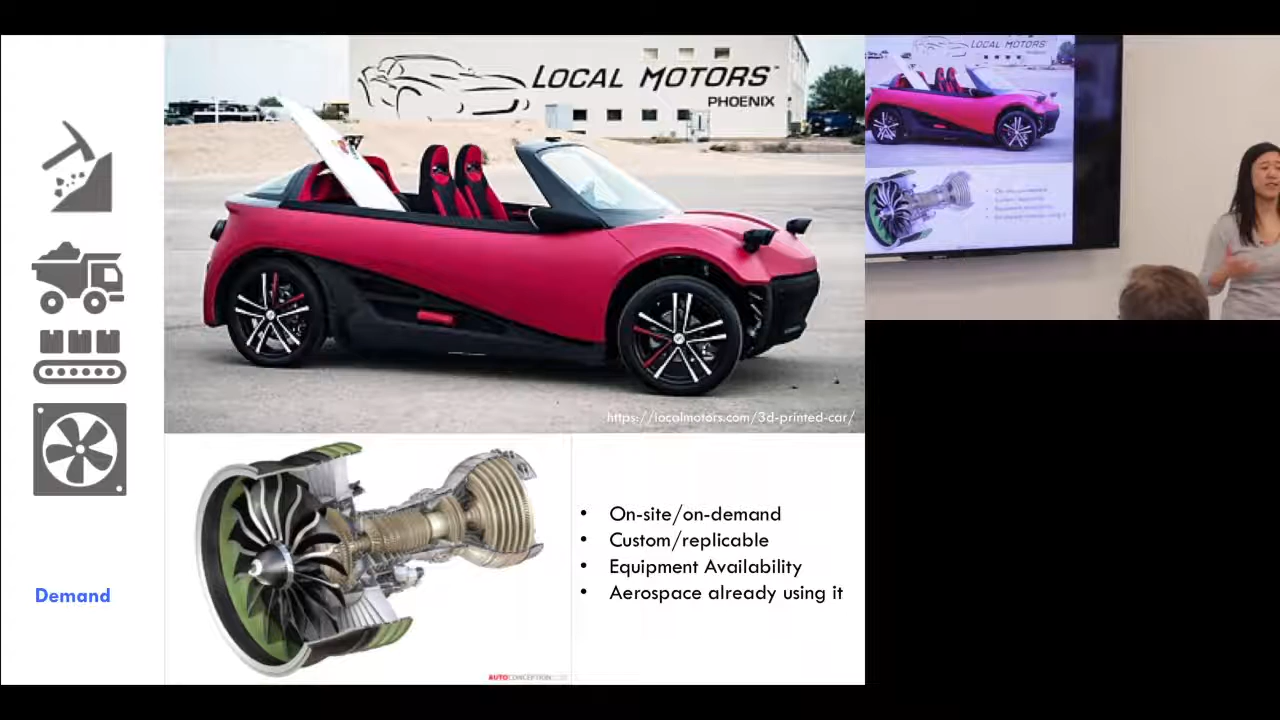 LOCAL MOTORS™
PHOENIX
https://localmotors.com/3d-printed-car/
• On-site/on-demand
• Custom/replicable
• Equipment Availability
• Aerospace already using it
Demand
AUTOCONCEPTION
LOCAL MOTORS